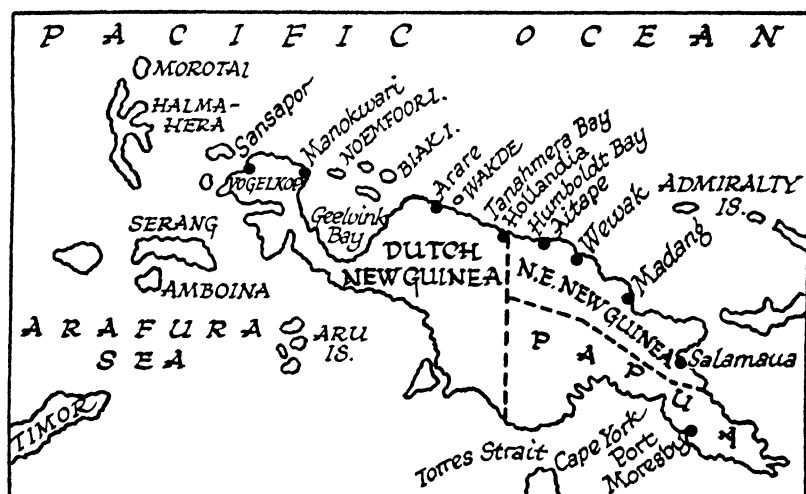 PACIFIC OCEAN
MOROTAI
HALMA-
HERA
Sansapor
Manokwari
NOEMFOOR I.
BIAK I.
Arare
WAKDE
Tanahmera Bay
Hollandia
Humboldt Bay
Aitape
Wewak
Madang
ADMIRALTY
IS.
VOGELKOP
Geelvink
Bay
SERANG
AMBOINA
DUTCH
NEW GUINEA
N.E. NEW GUINEA
ARAFURA
SEA
ARU
IS.
PAPUA
Salamaua
TIMOR
Torres Strait
Cape York
Port
Moresby